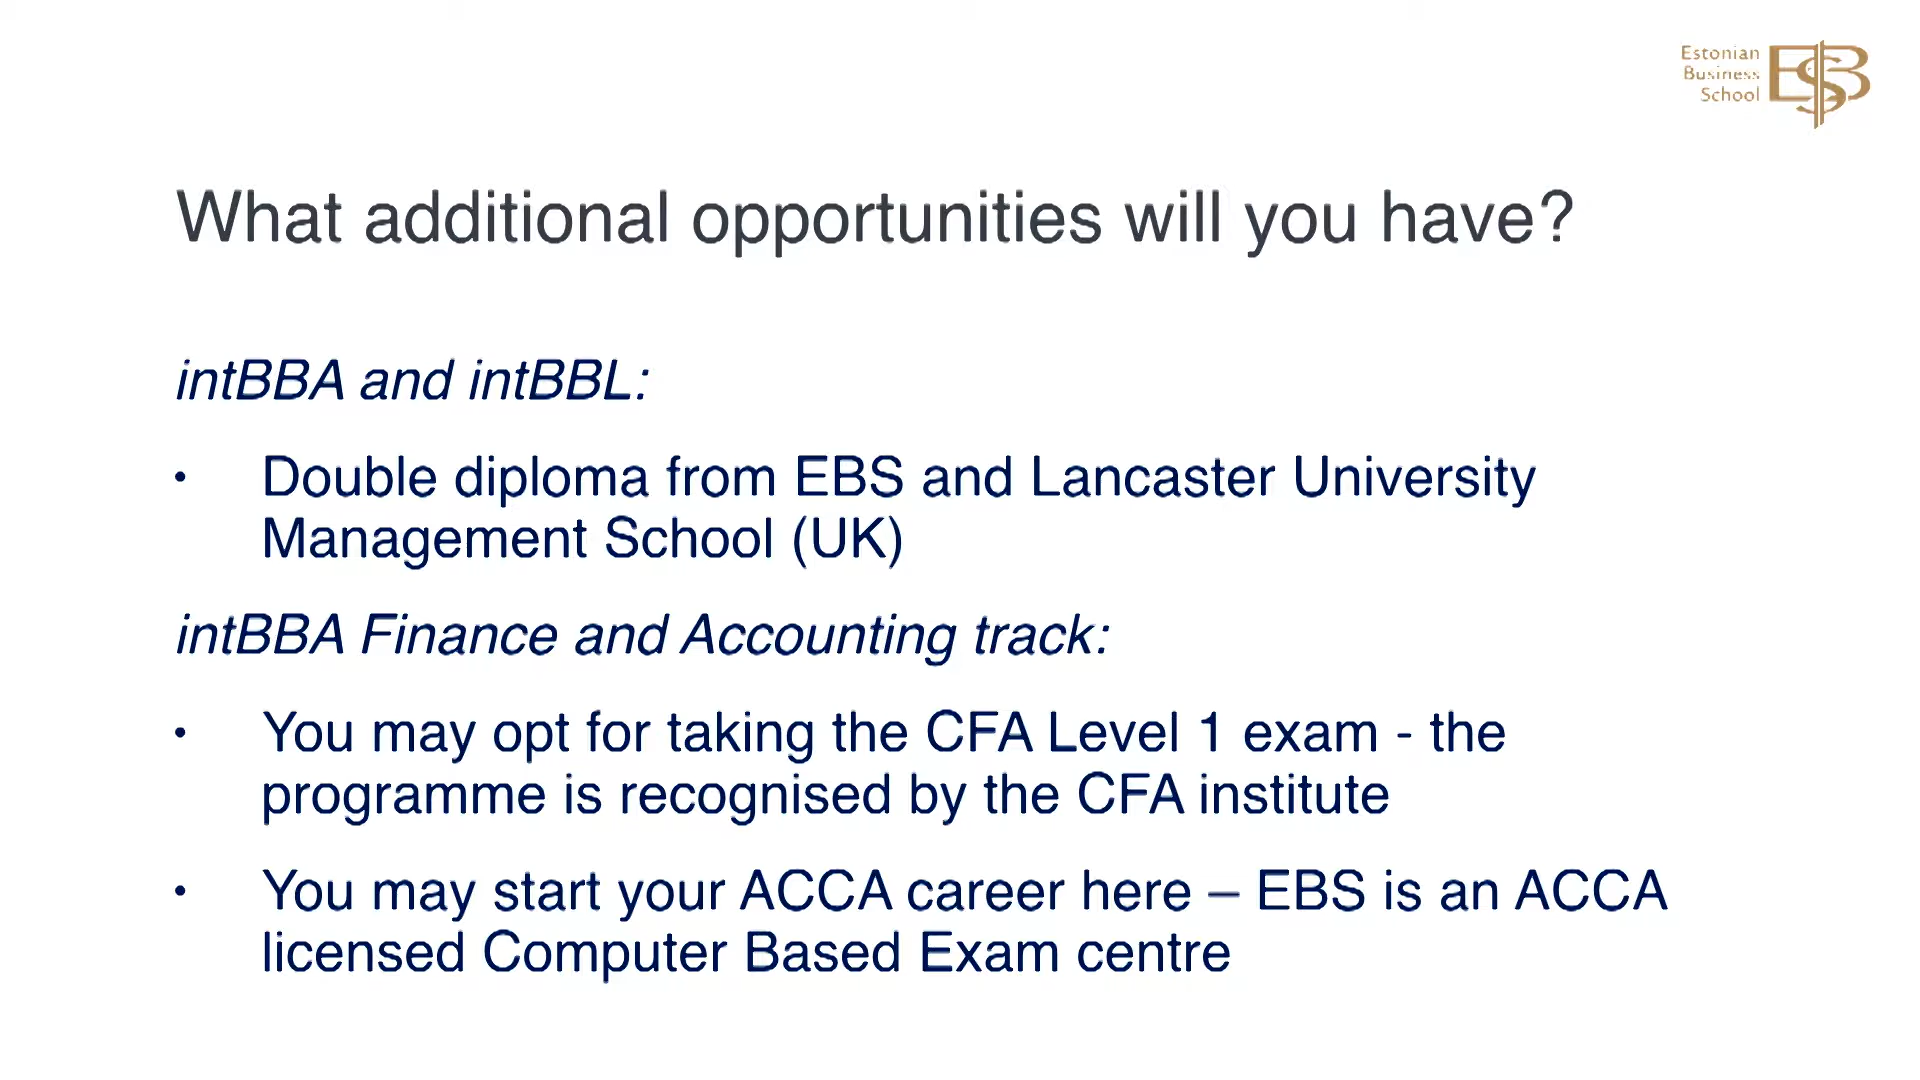 Estonian
Business
School
EBS
What additional opportunities will you have?
intBBA and intBBL:
• Double diploma from EBS and Lancaster University
Management School (UK)
intBBA Finance and Accounting track:
• You may opt for taking the CFA Level 1 exam - the
programme is recognised by the CFA institute
• You may start your ACCA career here – EBS is an ACCA
licensed Computer Based Exam centre